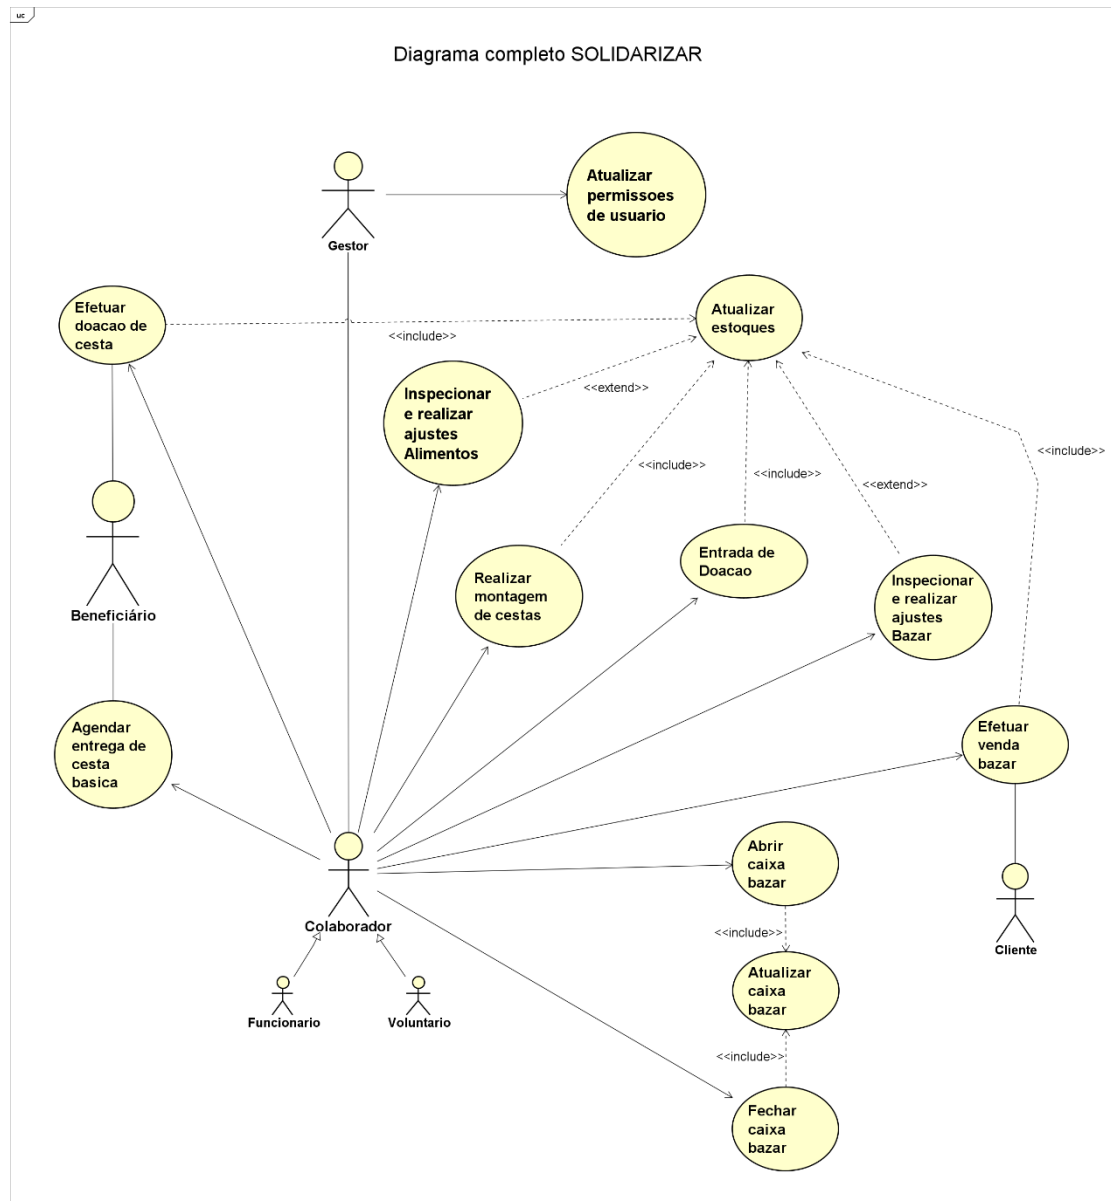 uc
Diagrama completo SOLIDARIZAR
Gestor
Atualizar
permissoes
de usuario
Efetuar
doacao de
cesta
<<include>>
Atualizar
estoques
Inspecionar
e realizar
ajustes
Alimentos
<<extend>>
<<include>>
<<include>>
<<extend>>
<<include>>
Beneficiário
Realizar
montagem
de cestas
Entrada de
Doacao
Inspecionar
e realizar
ajustes
Bazar
Agendar
entrega de
cesta
basica
Efetuar
venda
bazar
Colaborador
Funcionario
Voluntario
Abrir
caixa
bazar
<<include>>
Atualizar
caixa
bazar
<<include>>
Fechar
caixa
bazar
Cliente